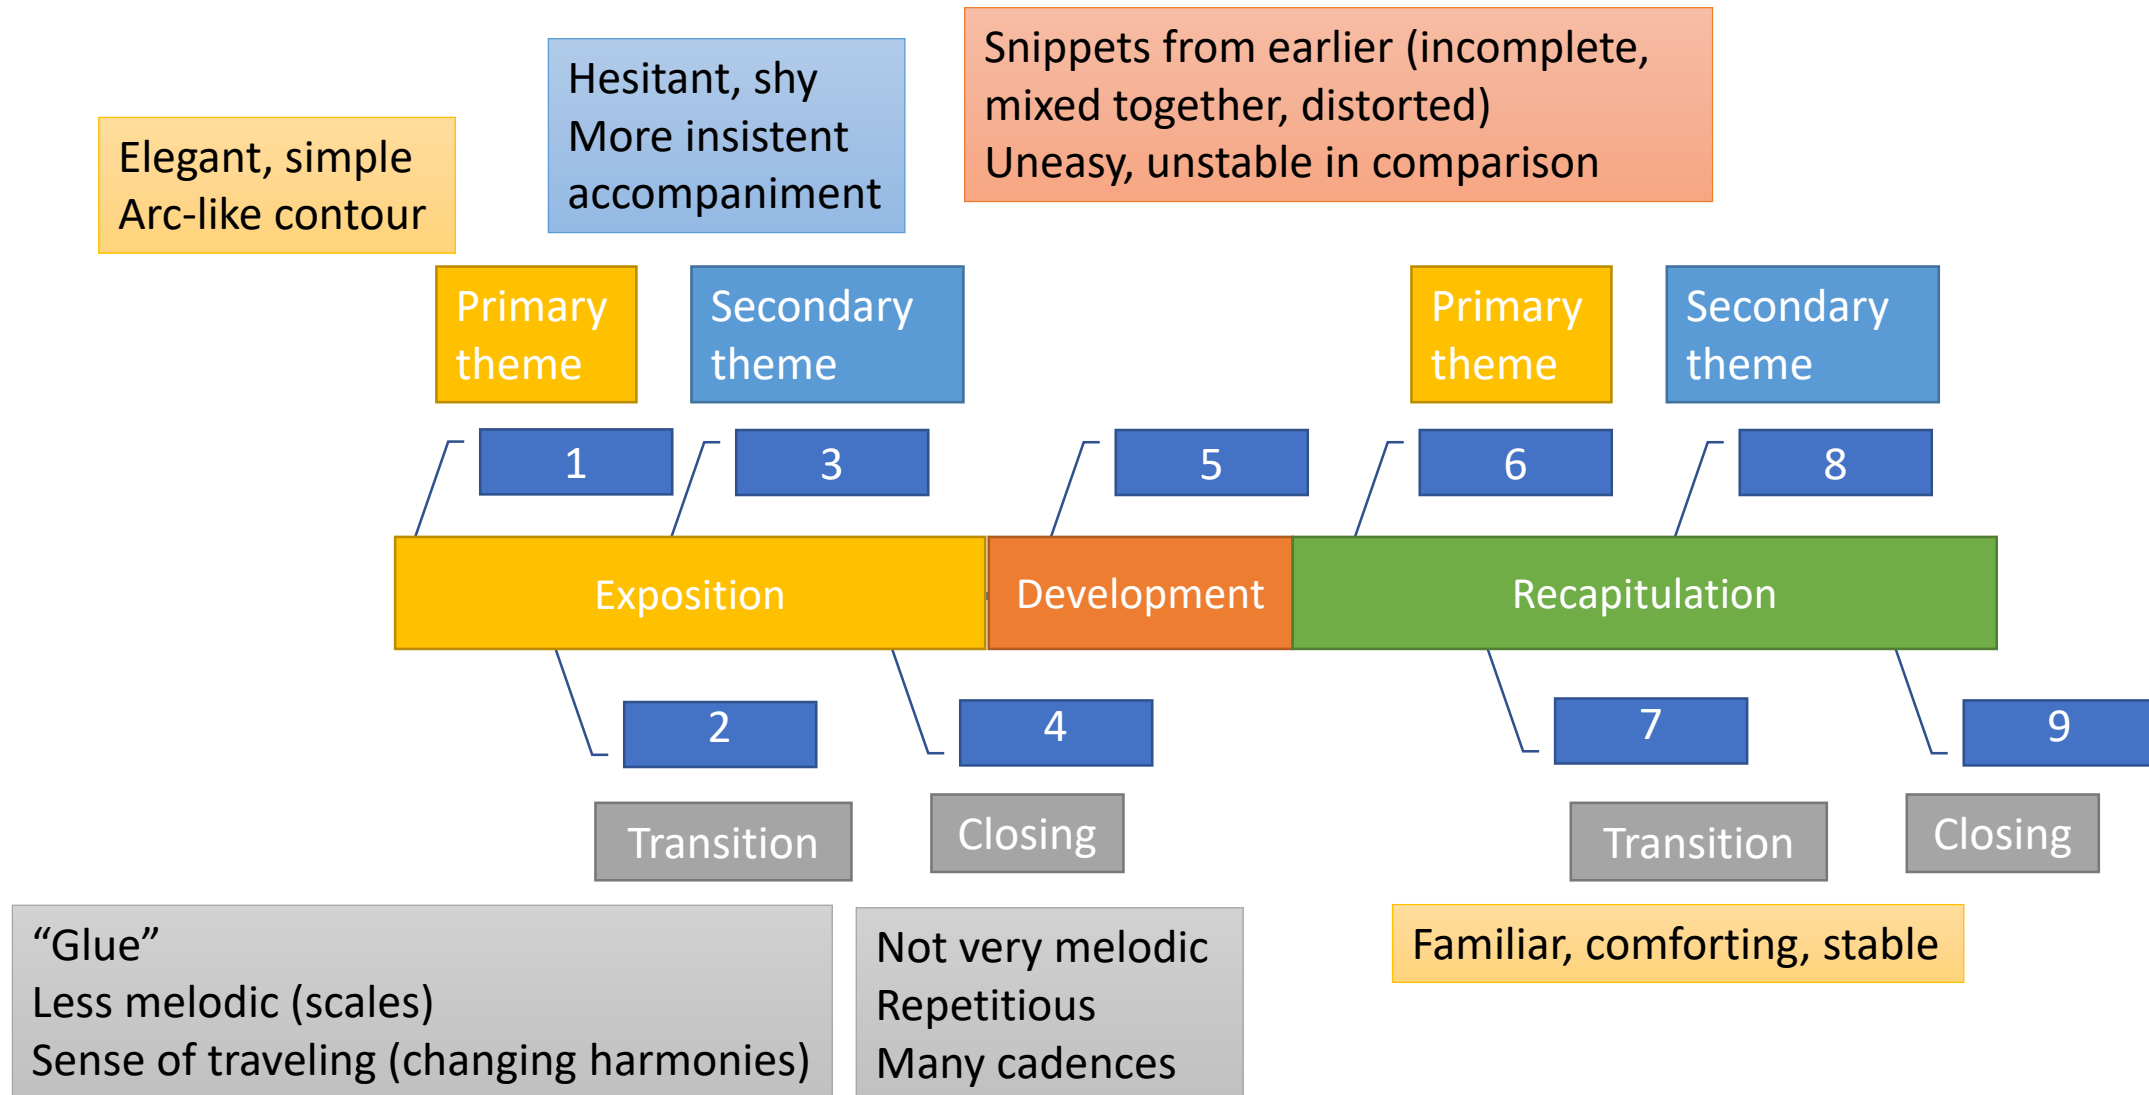 Elegant, simple
Arc-like contour
Hesitant, shy
More insistent
accompaniment
Snippets from earlier (incomplete,
mixed together, distorted)
Uneasy, unstable in comparison
Primary
theme
Secondary
theme
Primary
theme
Secondary
theme
1
3
5
6
8
Exposition
Development
Recapitulation
2
4
7
9
Transition
Closing
Transition
Closing
“Glue”
Less melodic (scales)
Sense of traveling (changing harmonies)
Not very melodic
Repetitious
Many cadences
Familiar, comforting, stable